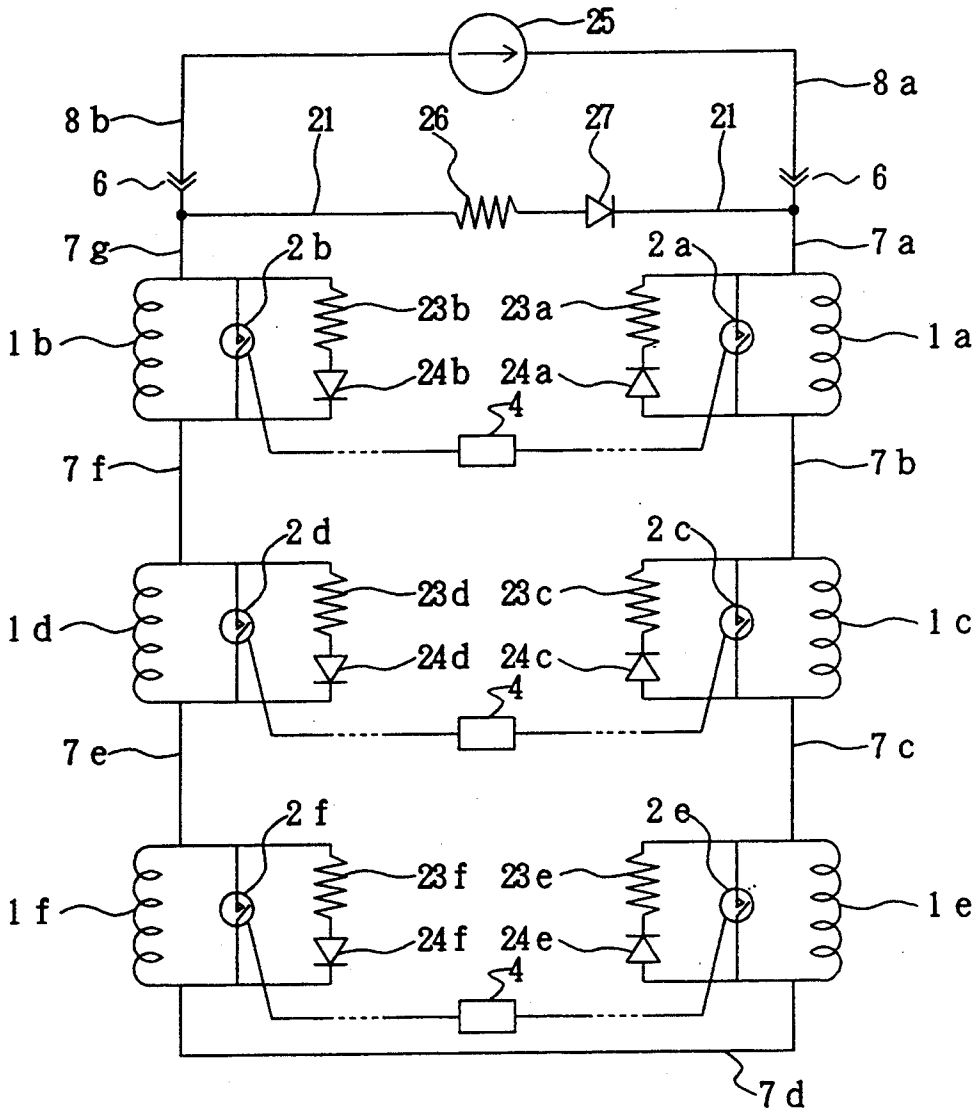 25
8 a
8 b
21 26 27 21
6 6
7 g 2 b 2 a 7 a
1 b 23 b 23 a 1 a
24 b 24 a
4
7 f 7 b
2 d 2 c
1 d 23 d 23 c 1 c
24 d 24 c
4
7 e 7 c
2 f 2 e
1 f 23 f 23 e 1 e
24 f 24 e
4
7 d